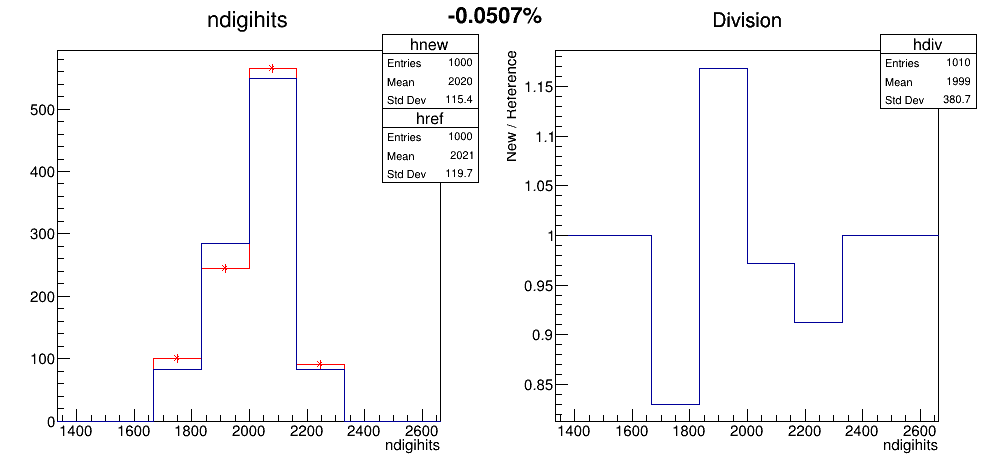 -0.0507%
ndigihits
hnew
Entries 1000
Mean 2020
Std Dev 115.4
href
Entries 1000
Mean 2021
Std Dev 119.7
500
400
300
200
100
0
1400 1600 1800 2000 2200 2400 2600
ndigihits
Division
hdiv
Entries 1010
Mean 1999
Std Dev 380.7
New / Reference
1.15
1.1
1.05
1
0.95
0.9
0.85
1400 1600 1800 2000 2200 2400 2600
ndigihits